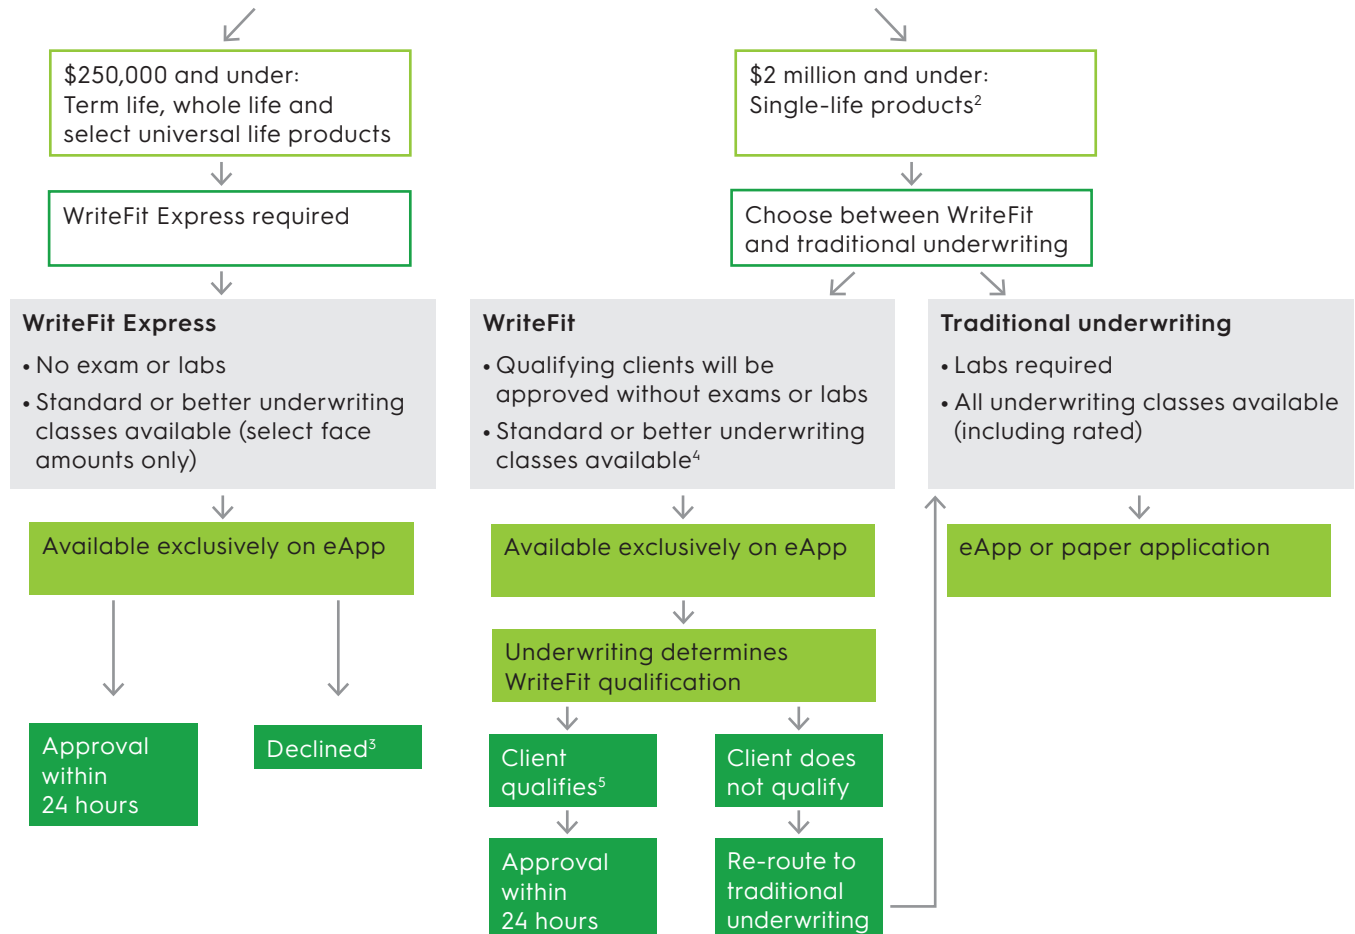 $250,000 and under:
Term life, whole life and
select universal life products
WriteFit Express required
WriteFit Express
• No exam or labs
• Standard or better underwriting
classes available (select face
amounts only)
Available exclusively on eApp
Approval
within
24 hours
Declined³
$2 million and under:
Single-life products²
Choose between WriteFit
and traditional underwriting
WriteFit
• Qualifying clients will be
approved without exams or labs
• Standard or better underwriting
classes available⁴
Available exclusively on eApp
Underwriting determines
WriteFit qualification
Client
qualifies⁵
Approval
within
24 hours
Client does
not qualify
Re-route to
traditional
underwriting
Traditional underwriting
• Labs required
• All underwriting classes available
(including rated)
eApp or paper application